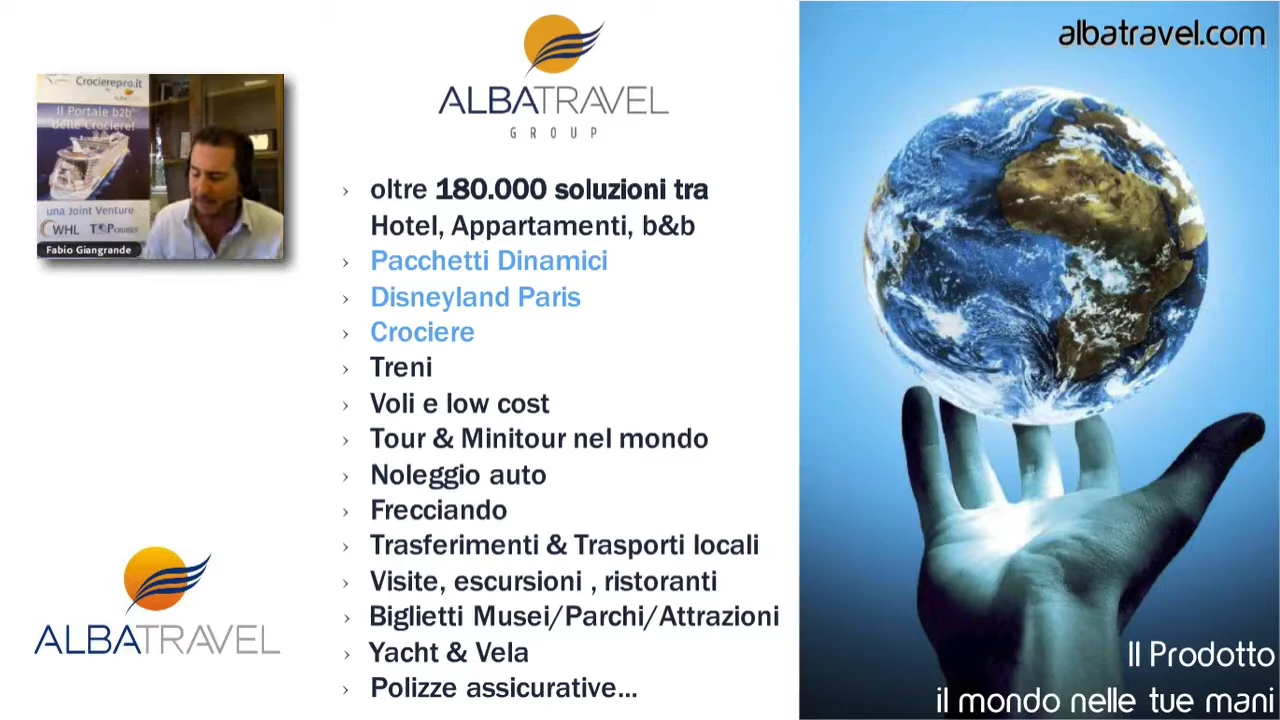 Crocierepro.it
Il Portale b2b
delle Crociere!
una Joint Venture
WHL TOP CRUISES
Fabio Giangrande
ALBATRAVEL
ALBATRAVEL
GROUP
› oltre 180.000 soluzioni tra
Hotel, Appartamenti, b&b
› Pacchetti Dinamici
› Disneyland Paris
› Crociere
› Treni
› Voli e low cost
› Tour & Minitour nel mondo
› Noleggio auto
› Frecciando
› Trasferimenti & Trasporti locali
› Visite, escursioni , ristoranti
› Biglietti Musei/Parchi/Attrazioni
› Yacht & Vela
› Polizze assicurative...
albatravel.com
Il Prodotto
il mondo nelle tue mani